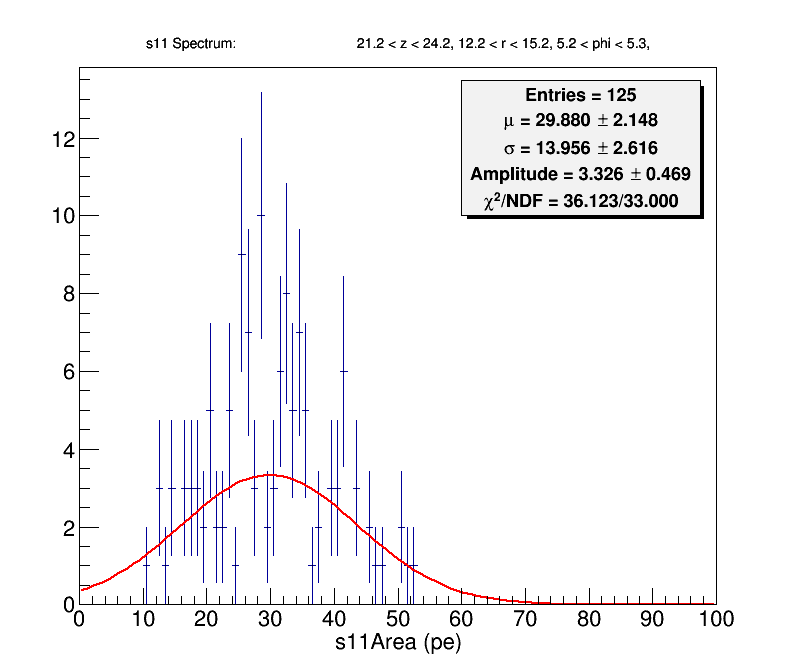 s11 Spectrum: 21.2 < z < 24.2, 12.2 < r < 15.2, 5.2 < phi < 5.3,
Entries = 125
μ = 29.880 ± 2.148
σ = 13.956 ± 2.616
Amplitude = 3.326 ± 0.469
χ²/NDF = 36.123/33.000
12
10
8
6
4
2
0
0 10 20 30 40 50 60 70 80 90 100
s11Area (pe)